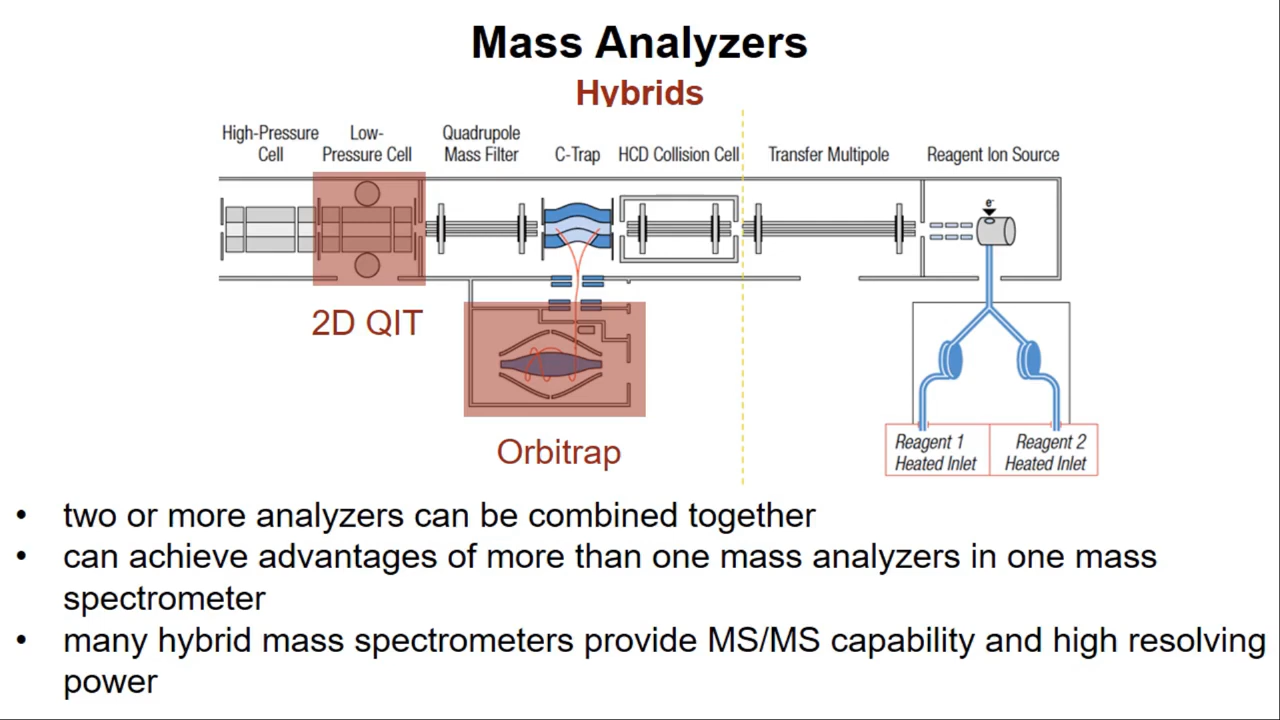 Mass Analyzers
Hybrids
High-Pressure Cell
Low-Pressure Cell
Quadrupole Mass Filter
C-Trap
HCD Collision Cell
Transfer Multipole
Reagent Ion Source
e-
2D QIT
Orbitrap
Reagent 1
Heated Inlet
Reagent 2
Heated Inlet
• two or more analyzers can be combined together
• can achieve advantages of more than one mass analyzers in one mass
spectrometer
• many hybrid mass spectrometers provide MS/MS capability and high resolving
power